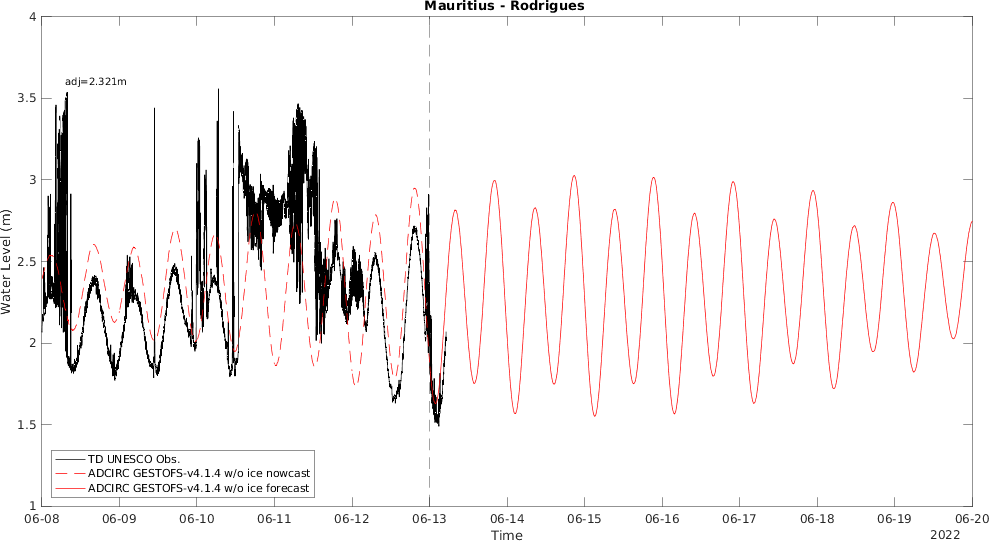 Mauritius - Rodrigues
4
3.5
3
2.5
2
1.5
1
Water Level (m)
adj=2.321m
TD UNESCO Obs.
ADCIRC GESTOFS-v4.1.4 w/o ice nowcast
ADCIRC GESTOFS-v4.1.4 w/o ice forecast
06-08 06-09 06-10 06-11 06-12 06-13 06-14 06-15 06-16 06-17 06-18 06-19 06-20
Time
2022